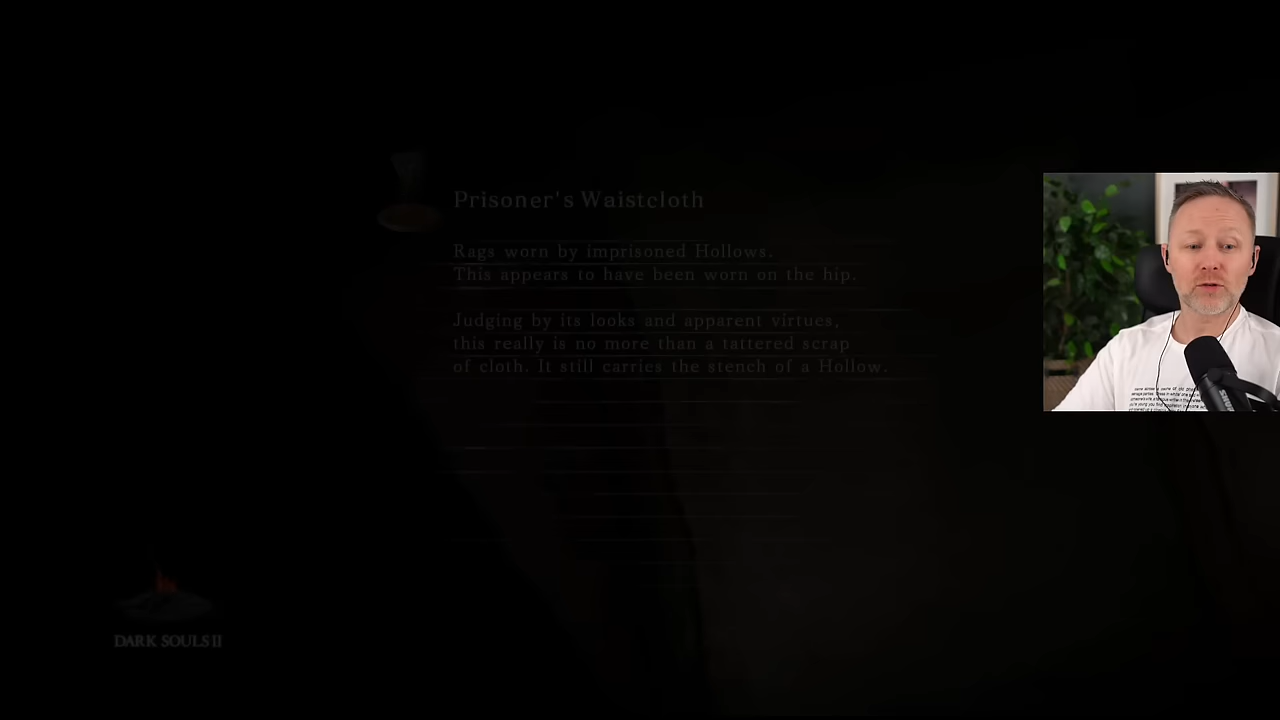 Prisoner's Waistcloth
Rags worn by imprisoned Hollows.
This appears to have been worn on the hip.
Judging by its looks and apparent virtues,
this really is no more than a tattered scrap
of cloth. It still carries the stench of a Hollow.
DARK SOULS II